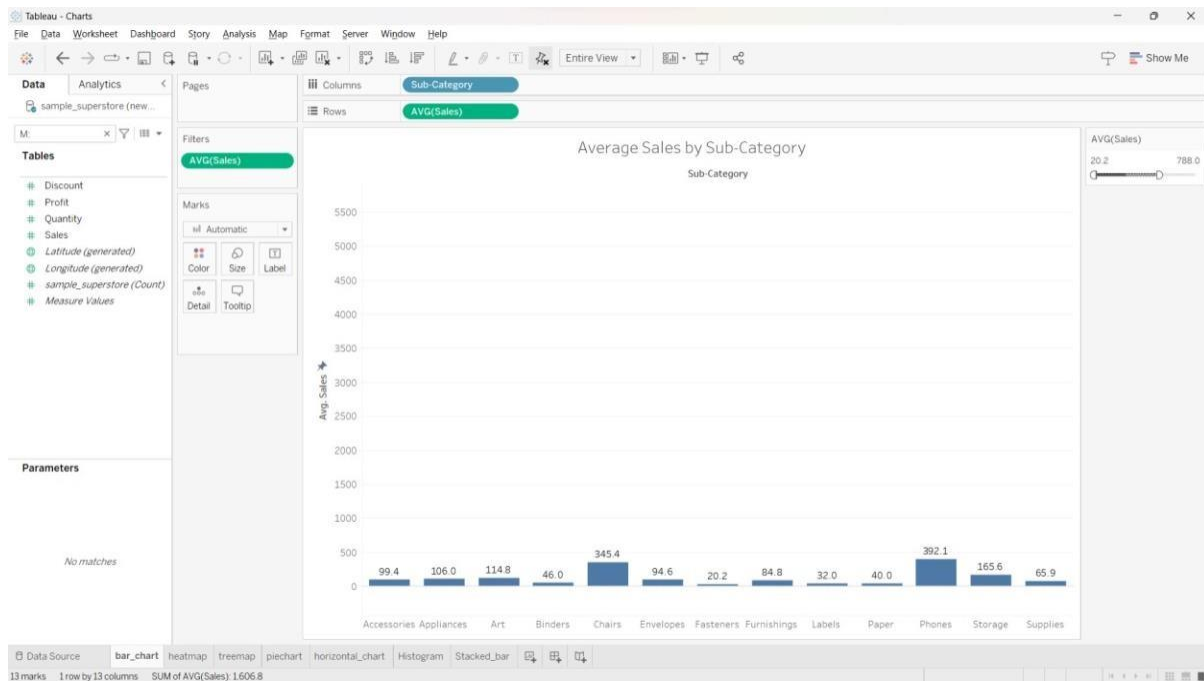 Tableau - Charts
File Data Worksheet Dashboard Story Analysis Map Format Server Window Help
Entire View
Show Me
Data Analytics
sample_superstore (new...
M:
Tables
Discount
Profit
Quantity
Sales
Latitude (generated)
Longitude (generated)
sample_superstore (Count)
Measure Values
Parameters
No matches
Pages
Filters
AVG(Sales)
Marks
Automatic
Color Size Label
Detail Tooltip
Columns Sub-Category
Rows AVG(Sales)
Average Sales by Sub-Category
Sub-Category
Avg. Sales
5500
5000
4500
4000
3500
3000
2500
2000
1500
1000
500
0
99.4 106.0 114.8 46.0 345.4 94.6 20.2 84.8 32.0 40.0 392.1 165.6 65.9
Accessories Appliances Art Binders Chairs Envelopes Fasteners Furnishings Labels Paper Phones Storage Supplies
AVG(Sales)
20.2 788.0
Data Source bar_chart heatmap treemap piechart horizontal_chart Histogram Stacked_bar
13 marks 1 row by 13 columns SUM of AVG(Sales): 1,606.8